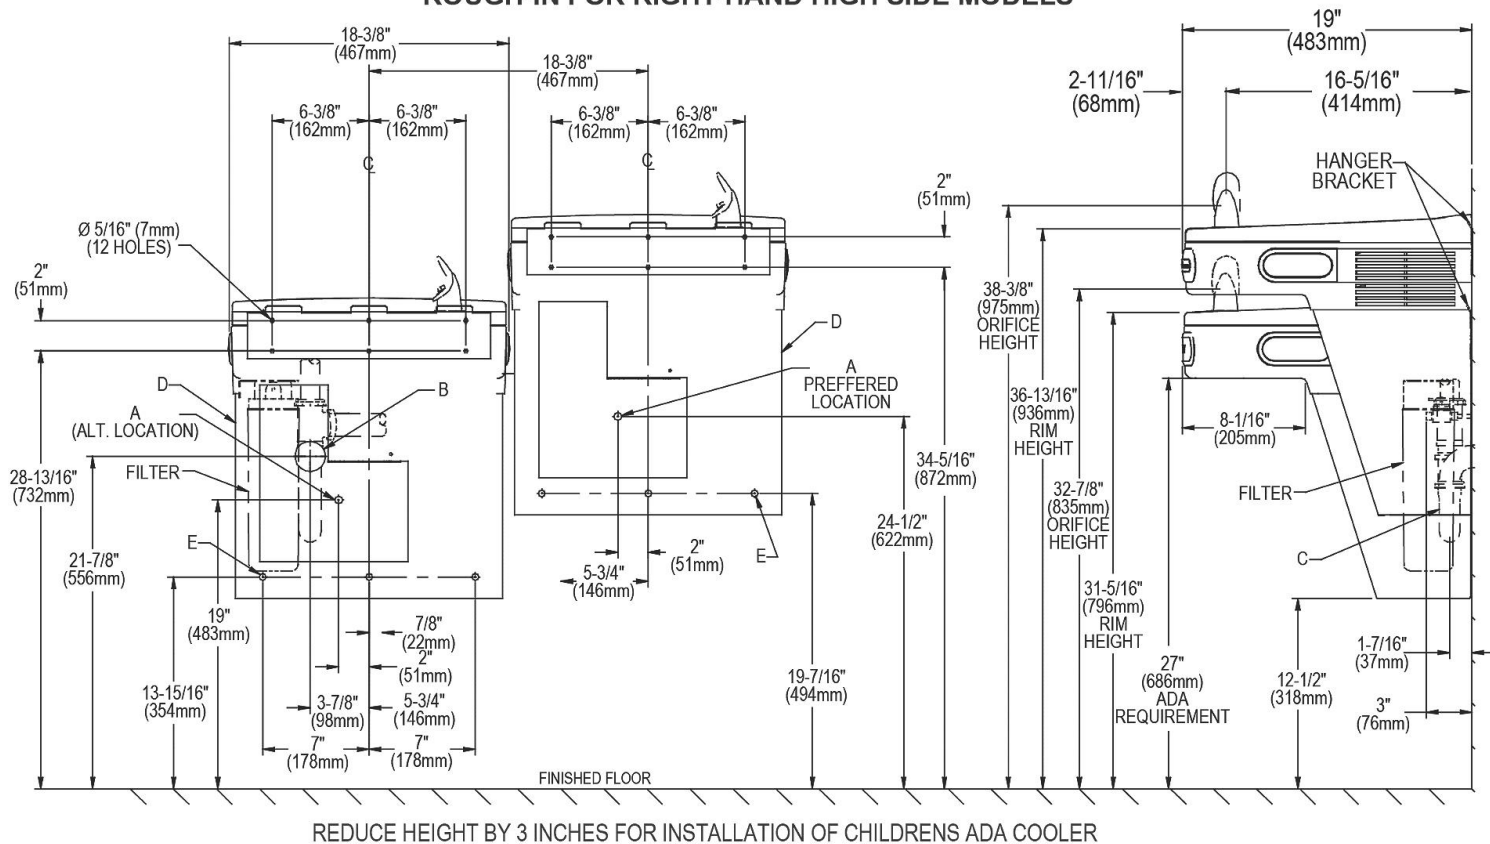 ROUGH-IN FOR RIGHT HAND HIGH SIDE MODELS
18-3/8"
(467mm)
18-3/8"
(467mm)
6-3/8"
(162mm)
6-3/8"
(162mm)
6-3/8"
(162mm)
6-3/8"
(162mm)
19"
(483mm)
2-11/16"
(68mm)
16-5/16"
(414mm)
HANGER
BRACKET
2"
(51mm)
Ø 5/16" (7mm)
(12 HOLES)
2"
(51mm)
38-3/8"
(975mm)
ORIFICE
HEIGHT
D
A
PREFFERED
LOCATION
D
A
(ALT. LOCATION)
B
36-13/16"
(936mm)
RIM
HEIGHT
8-1/16"
(205mm)
FILTER
28-13/16"
(732mm)
34-5/16"
(872mm)
32-7/8"
(835mm)
ORIFICE
HEIGHT
FILTER
24-1/2"
(622mm)
E
2"
(51mm)
E
C
21-7/8"
(556mm)
5-3/4"
(146mm)
31-5/16"
(796mm)
RIM
HEIGHT
19"
(483mm)
7/8"
(22mm)
2"
(51mm)
1-7/16"
(37mm)
27"
(686mm)
ADA
REQUIREMENT
12-1/2"
(318mm)
19-7/16"
(494mm)
13-15/16"
(354mm)
3-7/8"
(98mm)
5-3/4"
(146mm)
3"
(76mm)
7"
(178mm)
7"
(178mm)
FINISHED FLOOR
REDUCE HEIGHT BY 3 INCHES FOR INSTALLATION OF CHILDRENS ADA COOLER